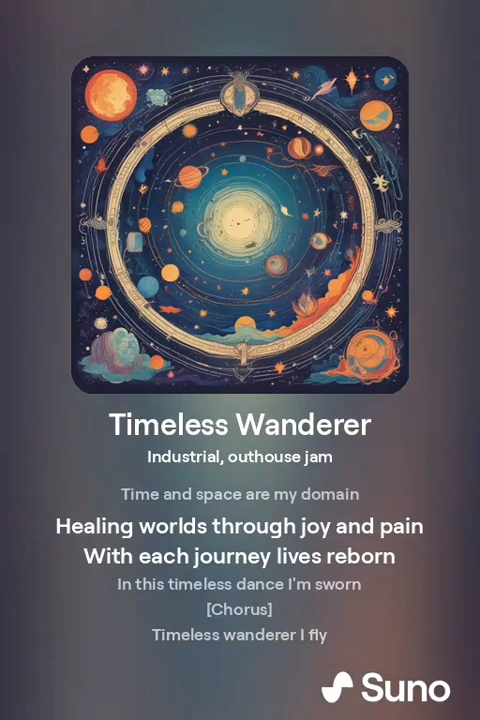 Timeless Wanderer
Industrial, outhouse jam
Time and space are my domain
Healing worlds through joy and pain
With each journey lives reborn
In this timeless dance I'm sworn
[Chorus]
Timeless wanderer I fly
Suno